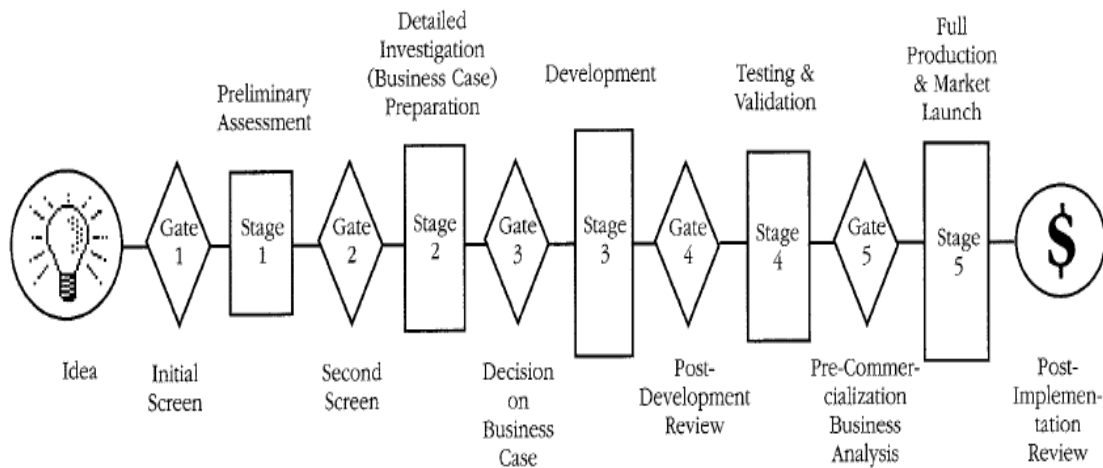 Preliminary
Assessment
Detailed
Investigation
(Business Case)
Preparation
Development
Testing &
Validation
Full
Production
& Market
Launch
Gate
1
Stage
1
Gate
2
Stage
2
Gate
3
Stage
3
Gate
4
Stage
4
Gate
5
Stage
5
$
Idea
Initial
Screen
Second
Screen
Decision
on
Business
Case
Post-
Development
Review
Pre-Commer-
cialization
Business
Analysis
Post-
Implemen-
tation
Review